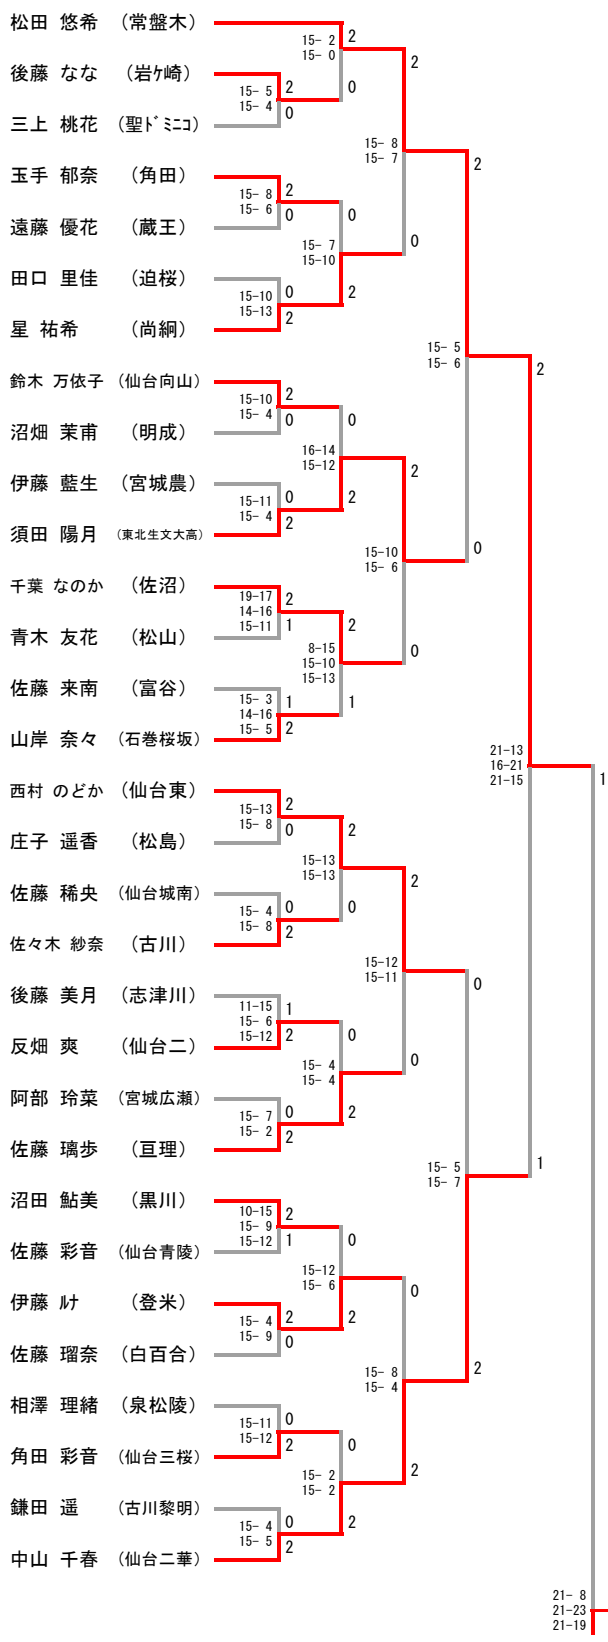 松田 悠希 （常盤木）
15- 2 2
15- 0
2
後藤 なな （岩ケ崎）
15- 5 2
15- 4
0
0
三上 桃花 （聖ﾄﾞﾐﾆｺ）
15- 8
15- 7
2
玉手 郁奈 （角田）
15- 8 2
15- 6
0
0
遠藤 優花 （蔵王）
15- 7
15-10
0
田口 里佳 （迫桜）
15-10 0
15-13
2
2
星 祐希 （尚絅）
15- 5
15- 6
2
鈴木 万依子 （仙台向山）
15-10 2
15- 4
0
0
沼畑 茉甫 （明成）
16-14
15-12
2
伊藤 藍生 （宮城農）
15-11 0
15- 4
2
2
須田 陽月 （東北生文大高）
15-10
15- 6
0
千葉 なのか （佐沼）
19-17 2
14-16
15-11
1
2
青木 友花 （松山）
8-15
15-10
15-13
0
佐藤 来南 （富谷）
15- 3 1
14-16
15- 5
2
1
山岸 奈々 （石巻桜坂）
21-13
16-21
21-15
1
西村 のどか （仙台東）
15-13 2
15- 8
0
2
庄子 遥香 （松島）
15-13
15-13
2
佐藤 稀央 （仙台城南）
15- 4 0
15- 8
2
0
佐々木 紗奈 （古川）
15-12
15-11
0
後藤 美月 （志津川）
11-15 1
15- 6
15-12
2
0
反畑 爽 （仙台二）
15- 4
15- 4
0
阿部 玲菜 （宮城広瀬）
15- 7 0
15- 2
2
2
佐藤 璃歩 （亘理）
15- 5
15- 7
1
沼田 鮎美 （黒川）
10-15 2
15- 9
15-12
1
0
佐藤 彩音 （仙台青陵）
15-12
15- 6
0
伊藤 ﾙﾅ （登米）
15- 4 2
15- 9
0
2
佐藤 瑠奈 （白百合）
15- 8
15- 4
2
相澤 理緒 （泉松陵）
15-11 0
15-12
2
0
角田 彩音 （仙台三桜）
15- 2
15- 2
2
鎌田 遥 （古川黎明）
15- 4 0
15- 5
2
2
中山 千春 （仙台二華）
21- 8
21-23
21-19